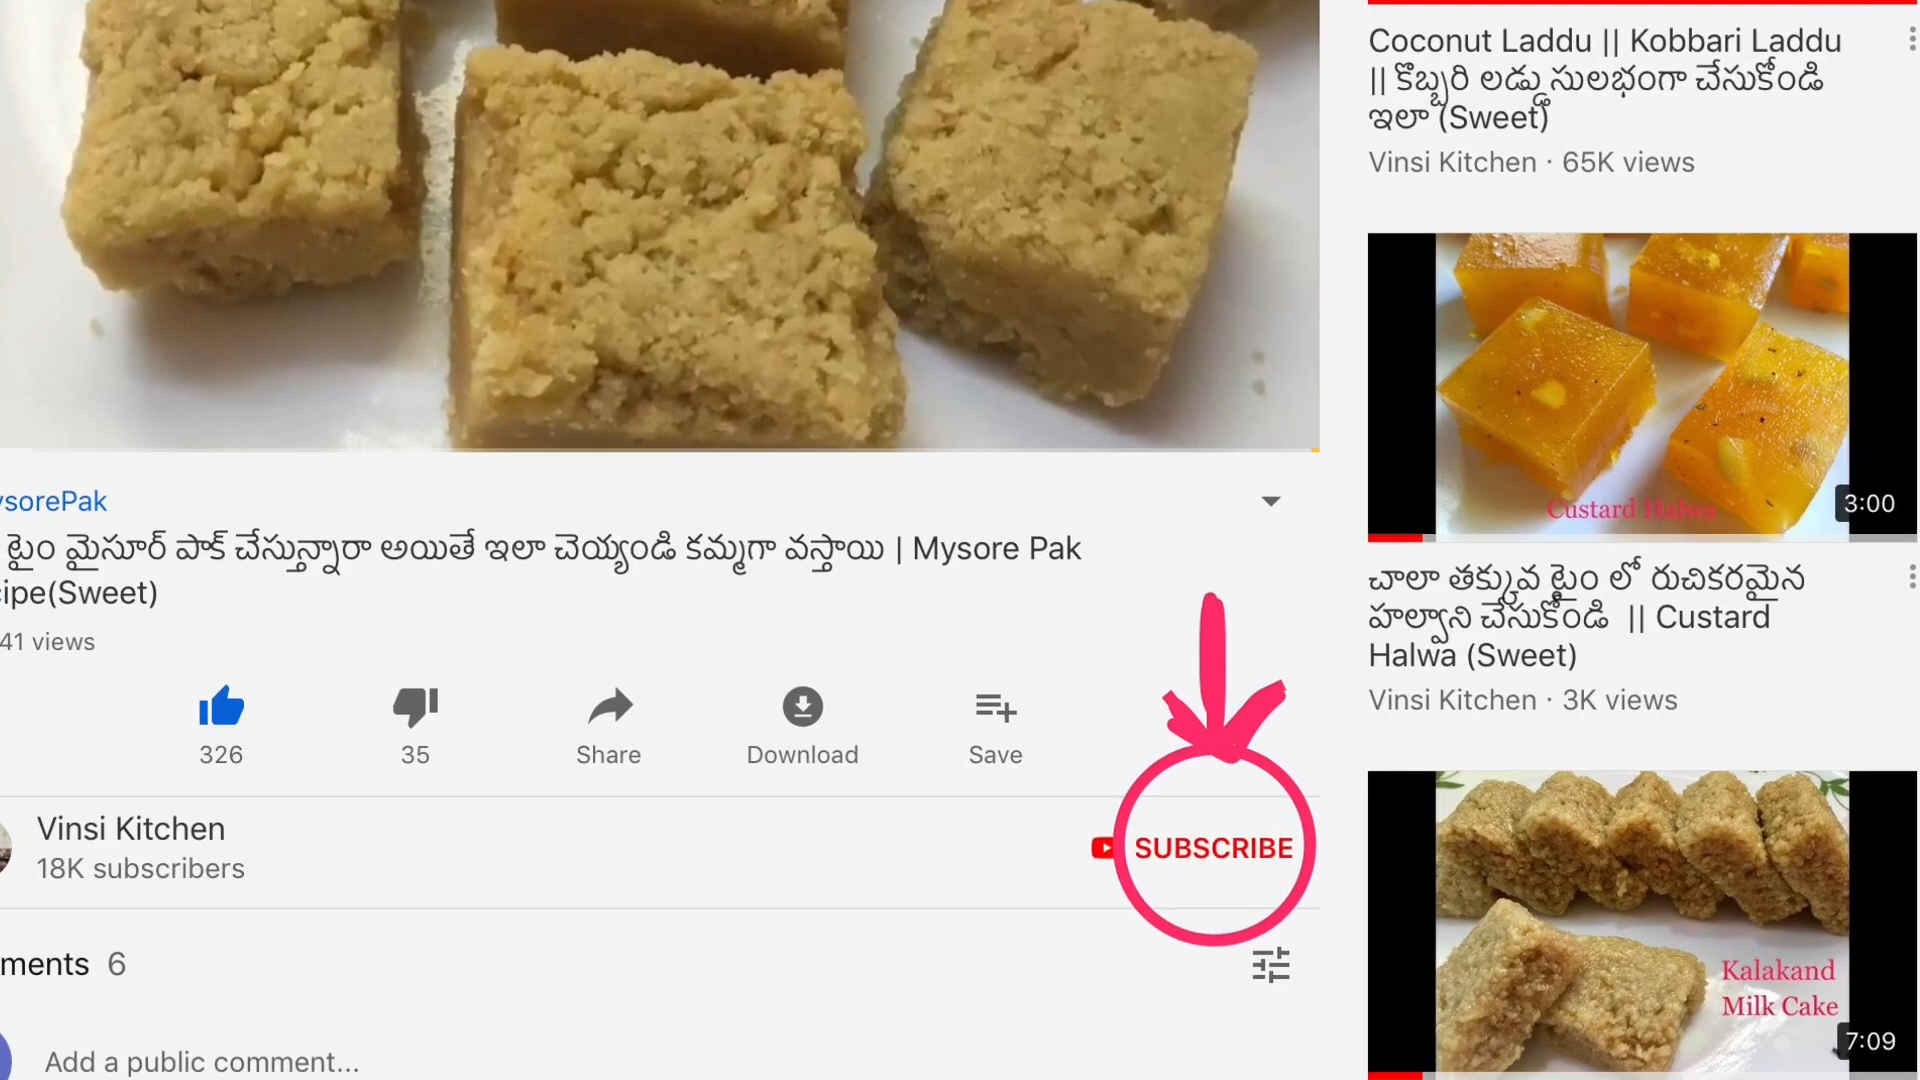 ysorePak
టైం మైసూర్ పాక్ చేస్తున్నారా అయితే ఇలా చెయ్యండి కమ్మగా వస్తాయి | Mysore Pak
ipe(Sweet)
41 views
326
35
Share
Download
Save
Vinsi Kitchen
18K subscribers
SUBSCRIBE
ments 6
Add a public comment...
Coconut Laddu || Kobbari Laddu
|| కొబ్బరి లడ్డు సులభంగా చేసుకోండి
ఇలా (Sweet)
Vinsi Kitchen · 65K views
Custard Halwa
3:00
చాలా తక్కువ టైం లో రుచికరమైన
హల్వాని చేసుకోండి || Custard
Halwa (Sweet)
Vinsi Kitchen · 3K views
Kalakand
Milk Cake
7:09